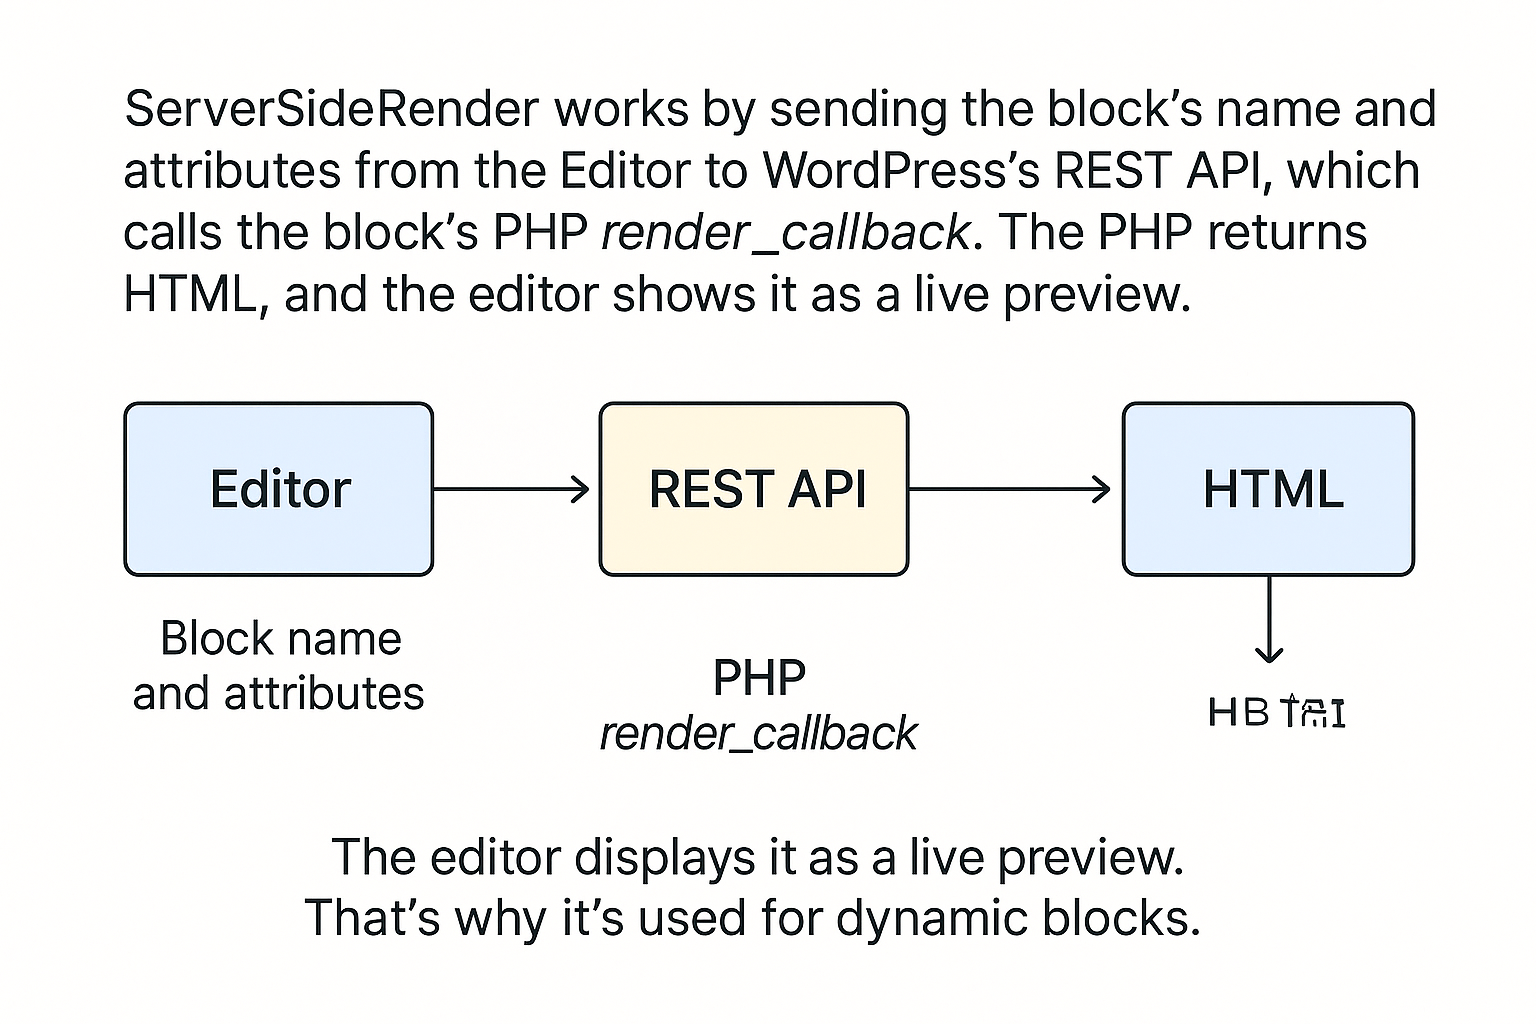 ServerSideRender works by sending the block’s name and
attributes from the Editor to WordPress’s REST API, which
calls the block’s PHP render_callback. The PHP returns
HTML, and the editor shows it as a live preview.
Editor
REST API
HTML
Block name
and attributes
PHP
render_callback
The editor displays it as a live preview.
That’s why it’s used for dynamic blocks.